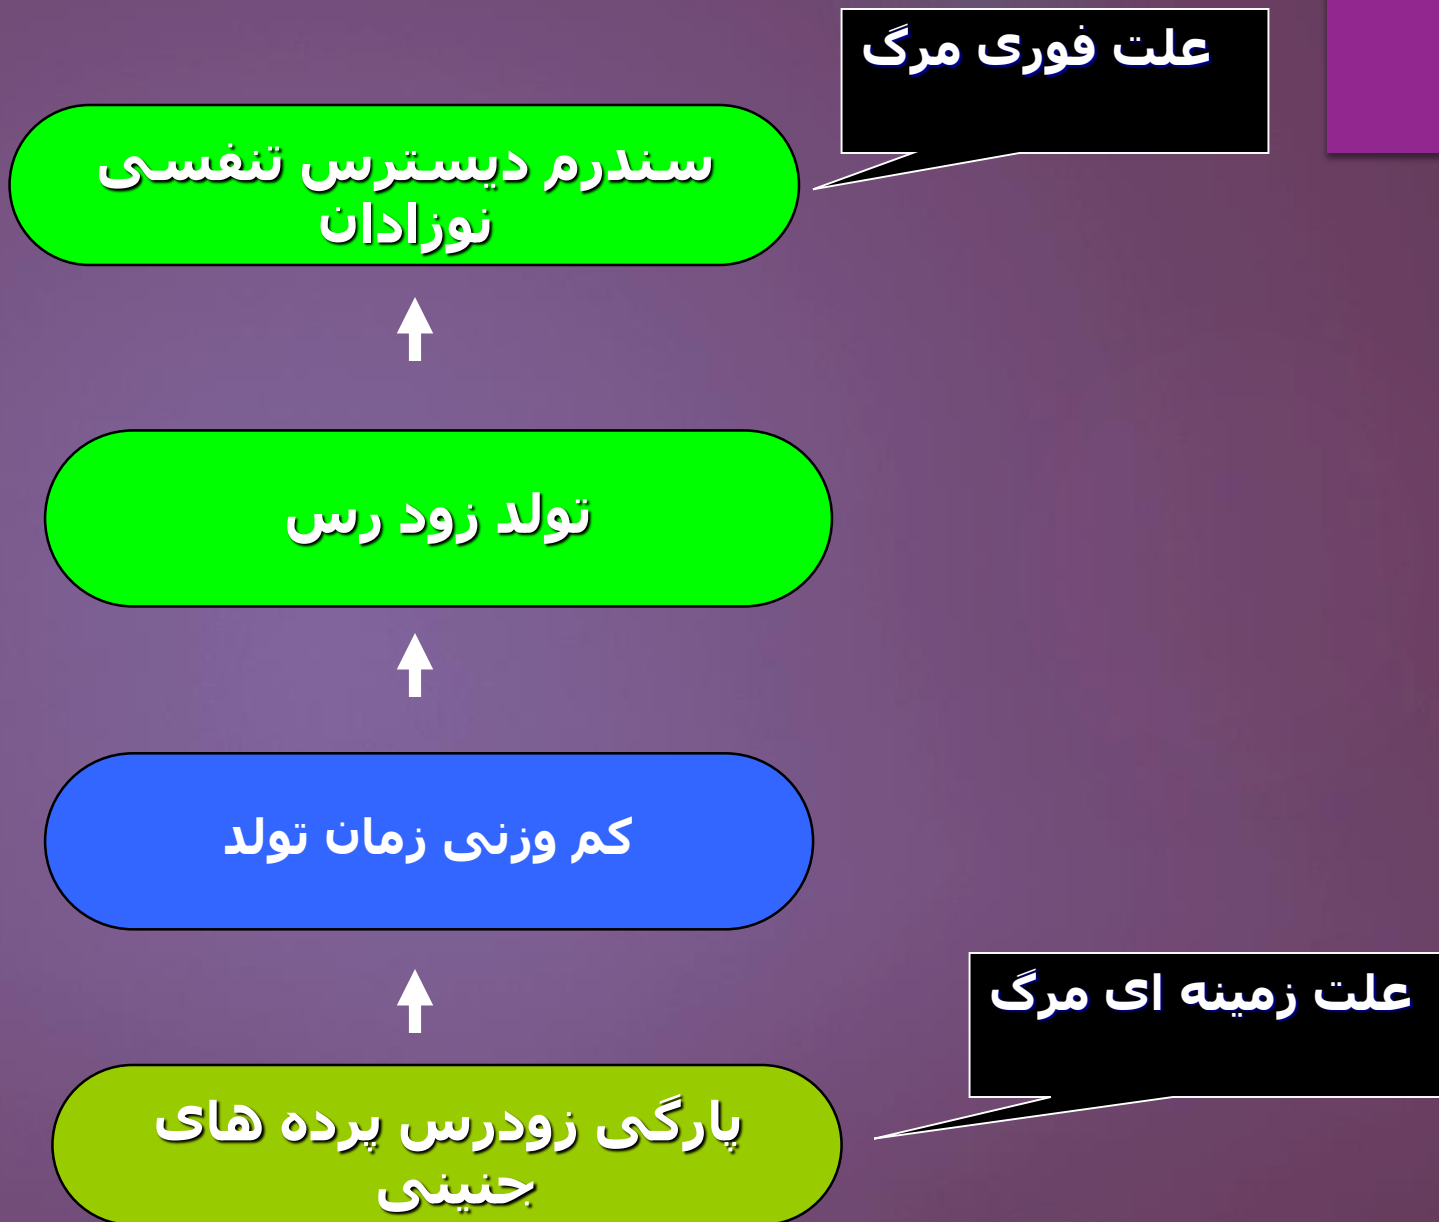 علت فوری مرگ
سندرم دیسترس تنفسی
نوزادان
تولد زود رس
کم وزنی زمان تولد
علت زمینه ای مرگ
پارگی زودرس پرده های
جنینی